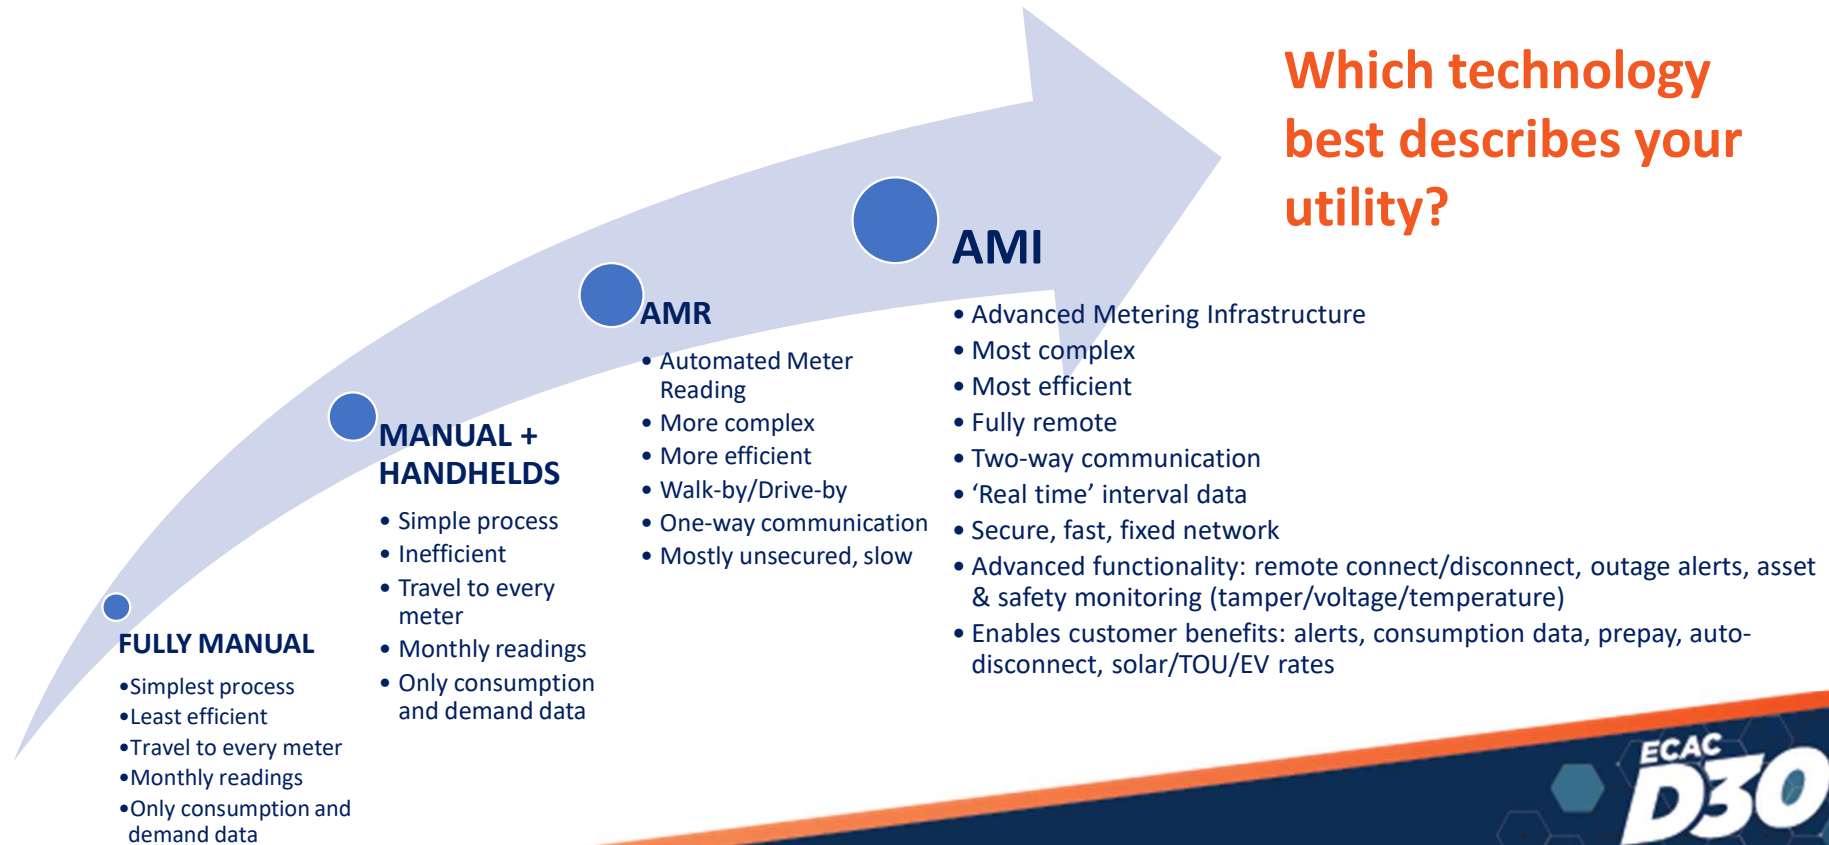 Which technology
best describes your
utility?
AMI
• Advanced Metering Infrastructure
• Most complex
• Most efficient
• Fully remote
• Two-way communication
• ‘Real time’ interval data
• Secure, fast, fixed network
• Advanced functionality: remote connect/disconnect, outage alerts, asset
& safety monitoring (tamper/voltage/temperature)
• Enables customer benefits: alerts, consumption data, prepay, auto-
disconnect, solar/TOU/EV rates
AMR
• Automated Meter
Reading
• More complex
• More efficient
• Walk-by/Drive-by
• One-way communication
• Mostly unsecured, slow
MANUAL +
HANDHELDS
• Simple process
• Inefficient
• Travel to every
meter
• Monthly readings
• Only consumption
and demand data
FULLY MANUAL
•Simplest process
•Least efficient
•Travel to every meter
•Monthly readings
•Only consumption and
demand data
ECAC
D30